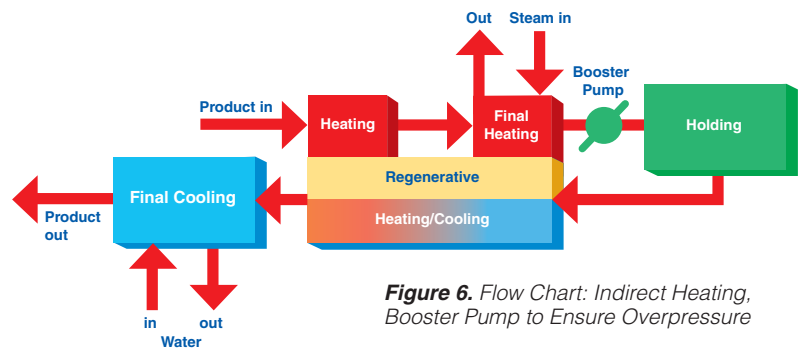 Out
Steam in
Booster
Pump
Product in
Heating
Final
Heating
Holding
Regenerative
Final Cooling
Heating/Cooling
Product
out
in
out
Water
Figure 6. Flow Chart: Indirect Heating,
Booster Pump to Ensure Overpressure